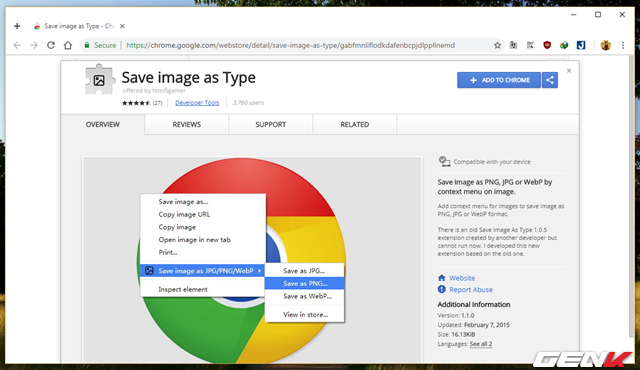 Save image as Type - Ch
Secure
https://chrome.google.com/webstore/detail/save-image-as-type/gabfmnliflodkdafenbcpjdlppllnemd
Save image as Type
offered by html5gamer
(27)
Developer Tools
3,760 users
ADD TO CHROME
OVERVIEW
REVIEWS
SUPPORT
RELATED
Save image as...
Copy image URL
Copy image
Open image in new tab
Print...
Save image as JPG/PNG/WebP
Inspect element
Save as JPG...
Save as PNG...
Save as WebP...
View in store...
Compatible with your device
Save image as PNG, JPG or WebP by
context menu on image.
Add context menu for images to save image as
PNG, JPG or WebP format.
There is an old Save Image As Type 1.0.5
extension created by another developer but
cannot run now. I developed this new
extension based on the old one.
Website
Report Abuse
Additional Information
Version: 1.1.0
Updated: February 7, 2015
Size: 16.13KiB
Languages: See all 2
GENK